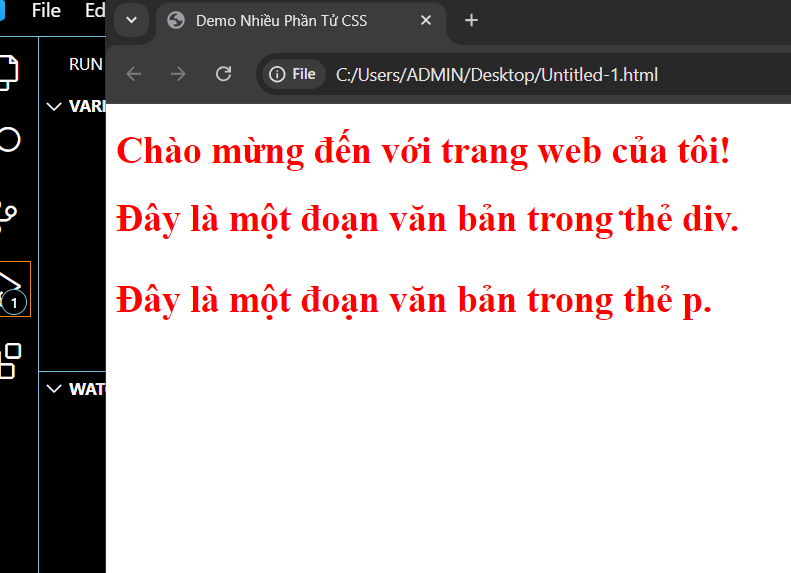 File Ed
Demo Nhiều Phần Tử CSS
File C:/Users/ADMIN/Desktop/Untitled-1.html
RUN
VARI
Chào mừng đến với trang web của tôi!
Đây là một đoạn văn bản trong thẻ div.
Đây là một đoạn văn bản trong thẻ p.
1
WATC